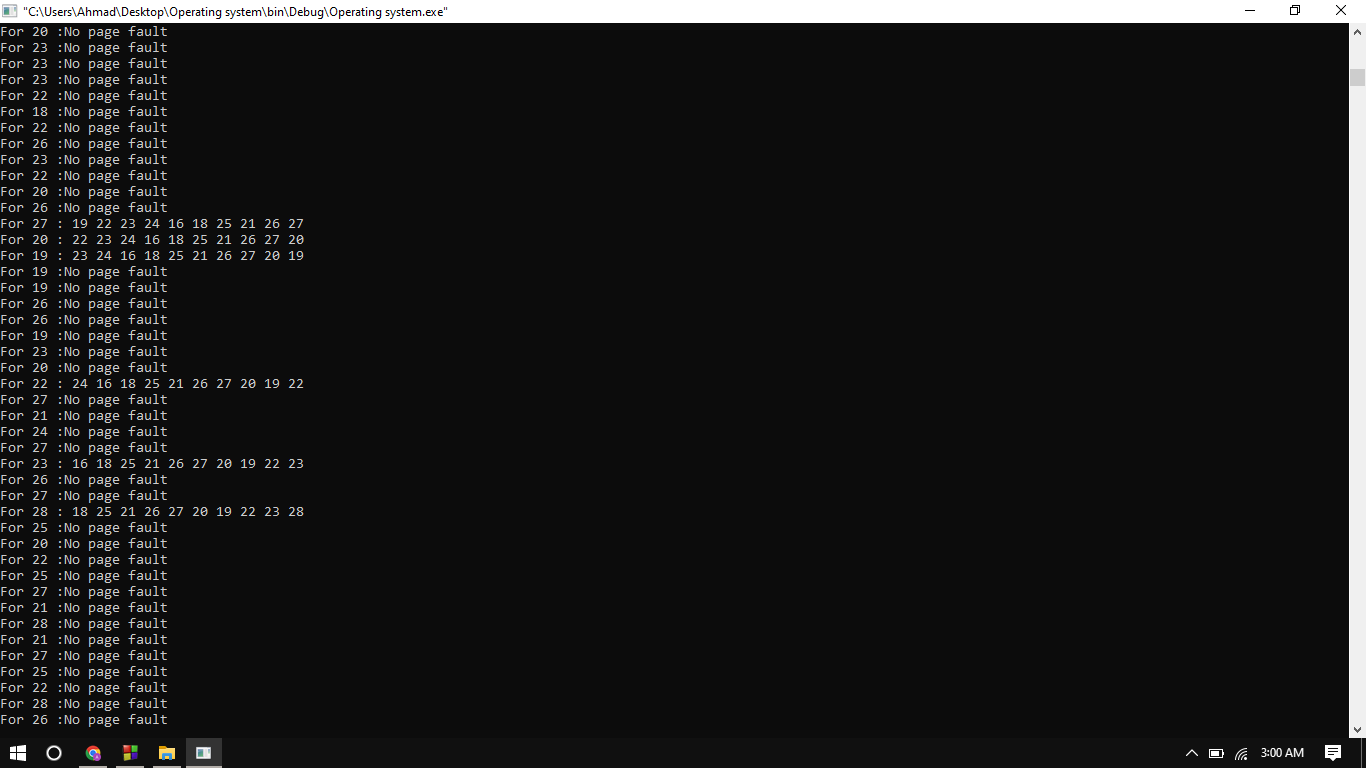 "C:\Users\Ahmad\Desktop\Operating system\bin\Debug\Operating system.exe"
For 20 :No page fault
For 23 :No page fault
For 23 :No page fault
For 23 :No page fault
For 22 :No page fault
For 18 :No page fault
For 22 :No page fault
For 26 :No page fault
For 23 :No page fault
For 22 :No page fault
For 20 :No page fault
For 26 :No page fault
For 27 : 19 22 23 24 16 18 25 21 26 27
For 20 : 22 23 24 16 18 25 21 26 27 20
For 19 : 23 24 16 18 25 21 26 27 20 19
For 19 :No page fault
For 19 :No page fault
For 26 :No page fault
For 26 :No page fault
For 19 :No page fault
For 23 :No page fault
For 20 :No page fault
For 22 : 24 16 18 25 21 26 27 20 19 22
For 27 :No page fault
For 21 :No page fault
For 24 :No page fault
For 27 :No page fault
For 23 : 16 18 25 21 26 27 20 19 22 23
For 26 :No page fault
For 27 :No page fault
For 28 : 18 25 21 26 27 20 19 22 23 28
For 25 :No page fault
For 20 :No page fault
For 22 :No page fault
For 25 :No page fault
For 27 :No page fault
For 21 :No page fault
For 28 :No page fault
For 21 :No page fault
For 27 :No page fault
For 25 :No page fault
For 22 :No page fault
For 28 :No page fault
For 26 :No page fault
3:00 AM